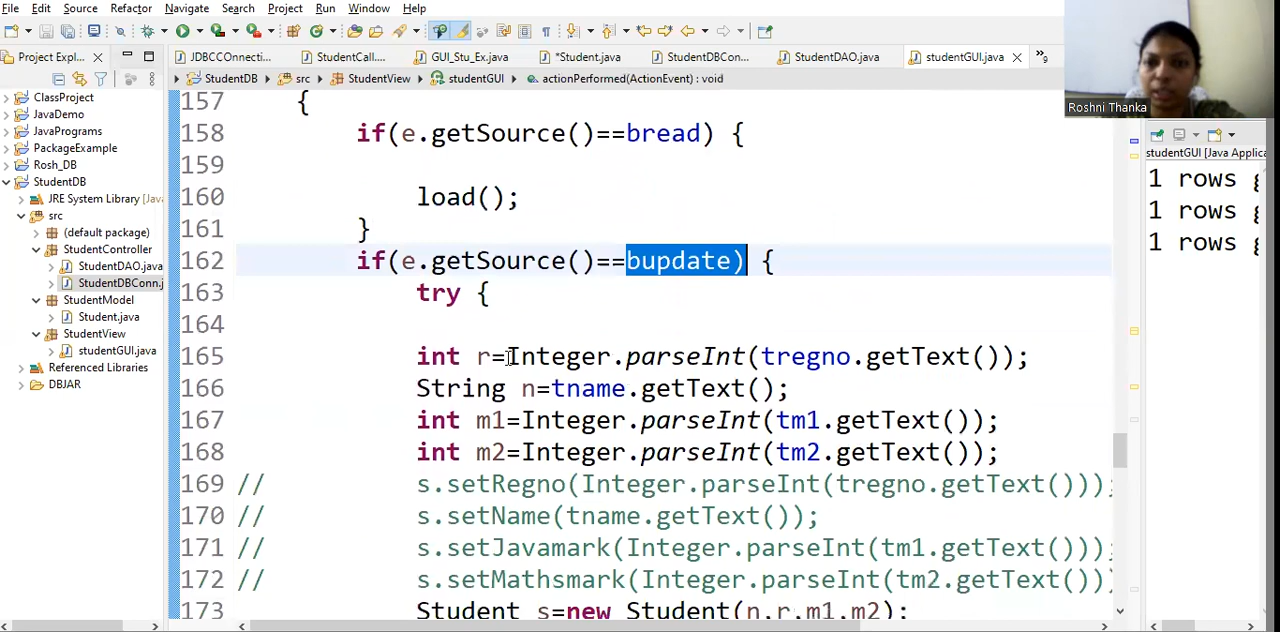 File Edit Source Refactor Navigate Search Project Run Window Help
Project Expl...
JDBCCOnnecti...
StudentCall....
GUI_Stu_Ex.java
*Student.java
StudentDBCon...
StudentDAO.java
studentGUI.java
9
StudentDB src StudentView studentGUI actionPerformed(ActionEvent) : void
Roshni Thanka
ClassProject
JavaDemo
JavaPrograms
PackageExample
Rosh_DB
StudentDB
JRE System Library [Java
src
(default package)
StudentController
StudentDAO.java
StudentDBConn.j
StudentModel
Student.java
StudentView
studentGUI.java
Referenced Libraries
DBJAR
157 {
158 if(e.getSource()==bread) {
159
160 load();
161 }
162 if(e.getSource()==bupdate) {
163 try {
164
165 int r=Integer.parseInt(tregno.getText());
166 String n=tname.getText();
167 int m1=Integer.parseInt(tm1.getText());
168 int m2=Integer.parseInt(tm2.getText());
169 // s.setRegno(Integer.parseInt(tregno.getText()));
170 // s.setName(tname.getText());
171 // s.setJavamark(Integer.parseInt(tm1.getText()));
172 // s.setMathsmark(Integer.parseInt(tm2.getText()))
173 Student s=new Student(n,r,m1,m2);
studentGUI [Java Applica
1 rows
1 rows
1 rows